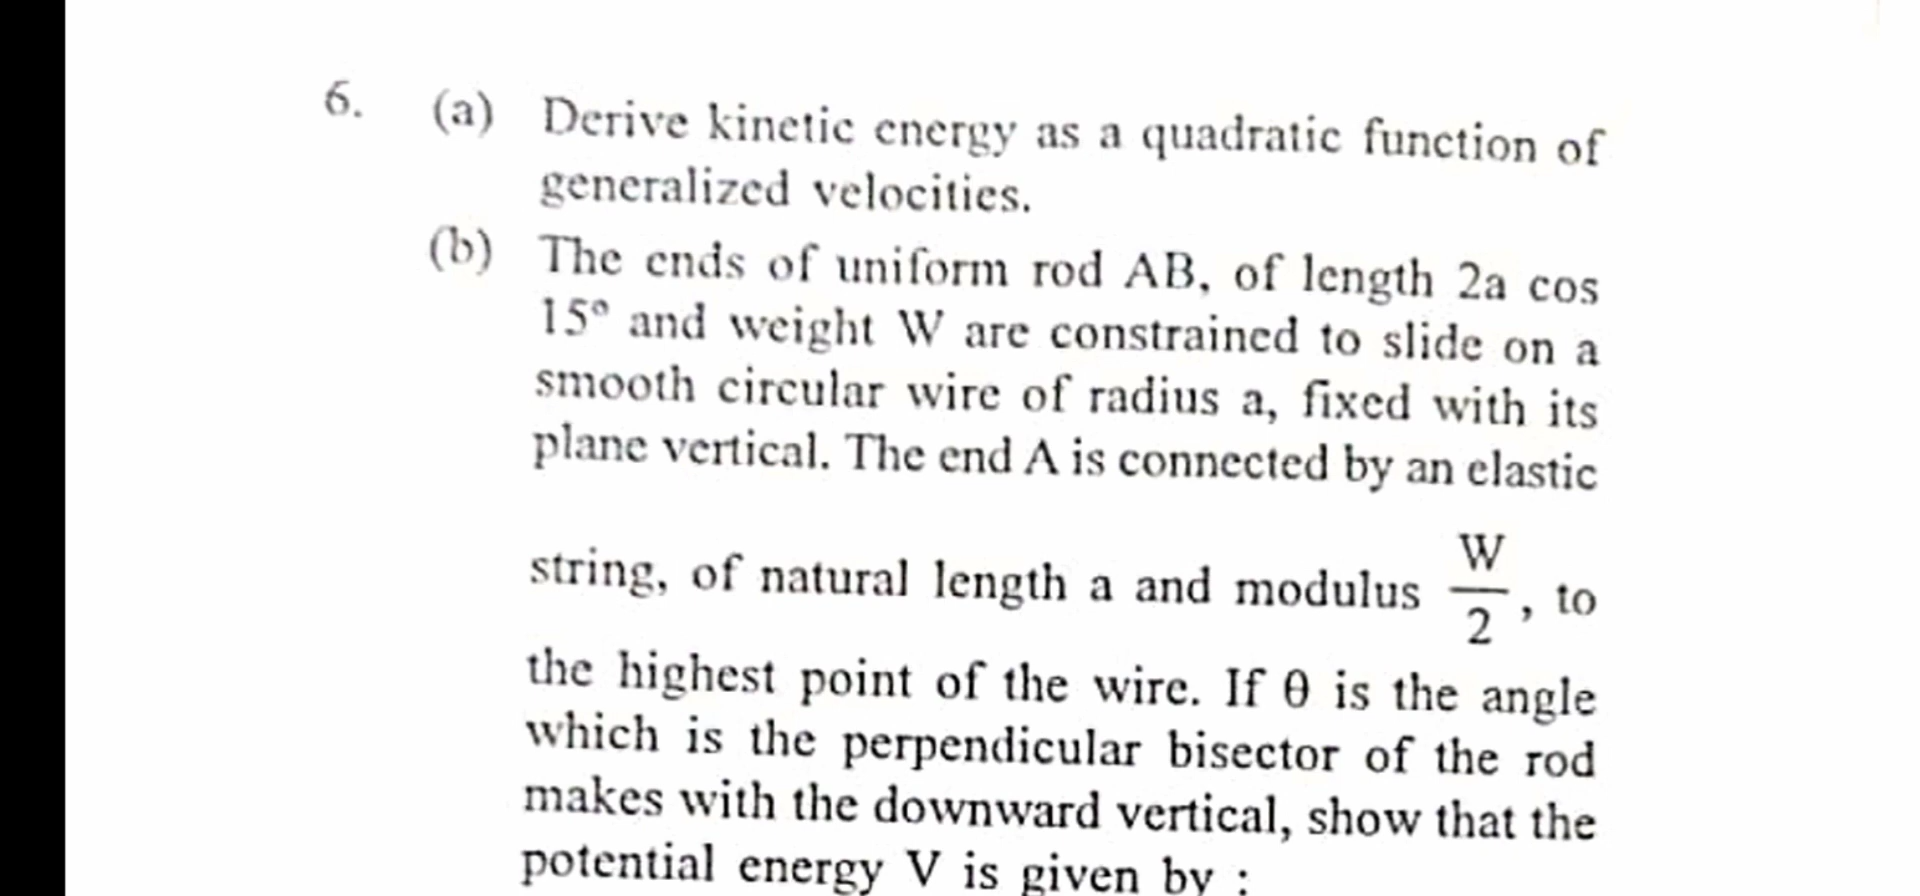 6. (a) Derive kinetic energy as a quadratic function of
generalized velocities.
(b) The ends of uniform rod AB, of length 2a cos
15° and weight W are constrained to slide on a
smooth circular wire of radius a, fixed with its
plane vertical. The end A is connected by an elastic
string, of natural length a and modulus W/2, to
the highest point of the wire. If θ is the angle
which is the perpendicular bisector of the rod
makes with the downward vertical, show that the
potential energy V is given by :